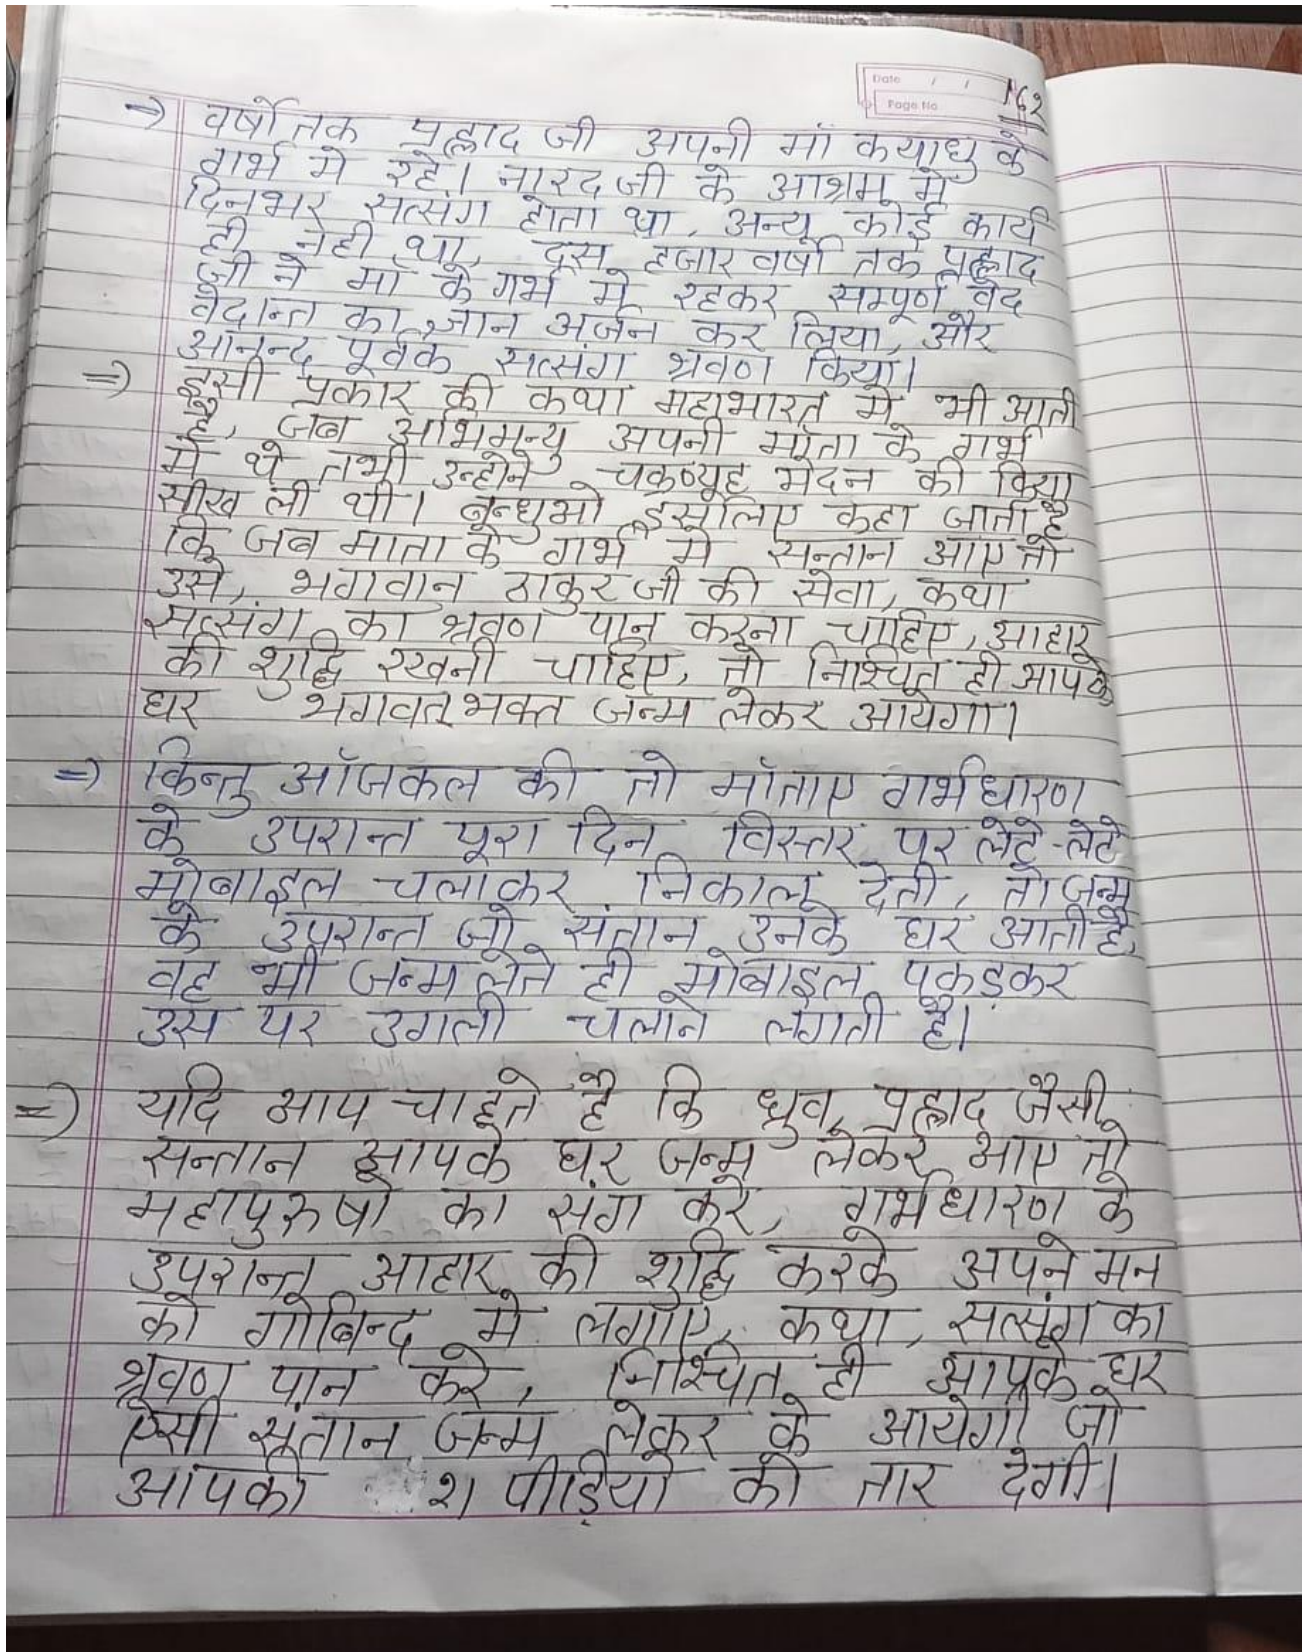 Date / /
Page No
162
→ वर्षो तक प्रह्लाद जी अपनी माँ कयाधु के
गर्भ मे रहे। नारद जी के आश्रम मे
दिनभर सत्संग होता था, अन्य कोई कार्य
ही नही था, दस हजार वर्षो तक प्रह्लाद
जी ने माँ के गर्भ मे रहकर सम्पूर्ण वेद
वेदान्त का ज्ञान अर्जन कर लिया, और
आनन्द पूर्वक सत्संग श्रवण किया।
⇒ इसी प्रकार की कथा महाभारत मे भी आती
है, जब अभिमन्यु अपनी माँता के गर्भ
मे थे तभी उन्होने चक्रव्यूह भेदन की क्रिया
सीख ली थी। बन्धुओ इसलिए कहा जाता है
कि जब माता के गर्भ मे सन्तान आए तो
उसे, भगवान ठाकुर जी की सेवा, कथा
सत्संग का श्रवण पान करना चाहिए, आहार
की शुद्धि रखनी चाहिए, तो निश्चित ही आपके
घर भगवत् भक्त जन्म लेकर आयेगा।
⇒ किन्तु ऑजकल की तो माँताए गर्भधारण
के उपरान्त पूरा दिन विस्तर पर लेटे-लेटे
मोबाइल चलाकर निकाल देती, तो जन्म
के उपरान्त जो संतान उनके घर आती है,
वह भी जन्म लेते ही मोबाइल पकड़कर
उस पर उगली चलाने लगती है।
⇒ यदि आप चाहते है कि ध्रुव, प्रह्लाद जैसी
सन्तान आपके घर जन्म लेकर आए तो
महापुरुषो का संग करे, गर्भधारण के
उपरान्त आहार की शुद्धि करके अपने मन
को गोबिन्द मे लगाए, कथा, सत्संग का
श्रवण पान करे, निश्चित ही आपके घर
ऐसी संतान जन्म लेकर के आयेगी जो
आपकी २१ पीड़ियो को तार देगी।